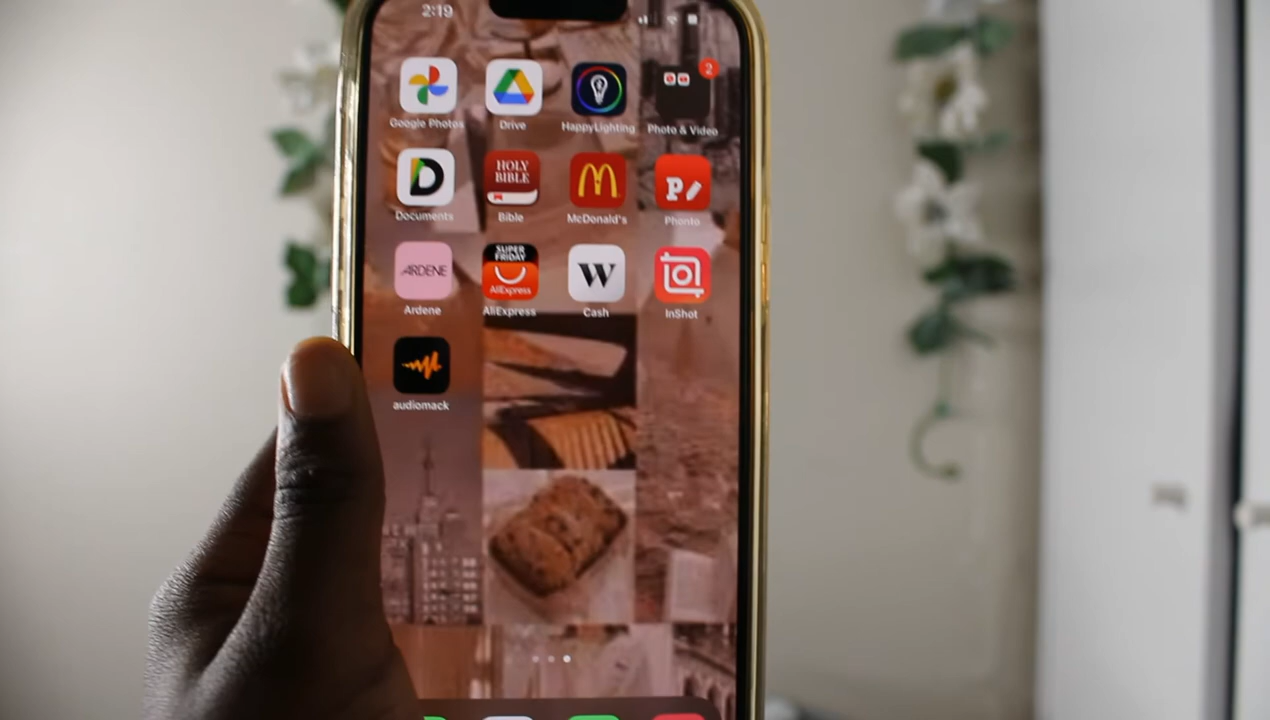 2:19
2
Google Photos
Drive
HappyLighting
Photo & Video
HOLY
BIBLE
Documents
Bible
McDonald's
Phonto
ARDENE
SUPER
FRIDAY
AliExpress
W
Ardene
AliExpress
Cash
InShot
audiomack